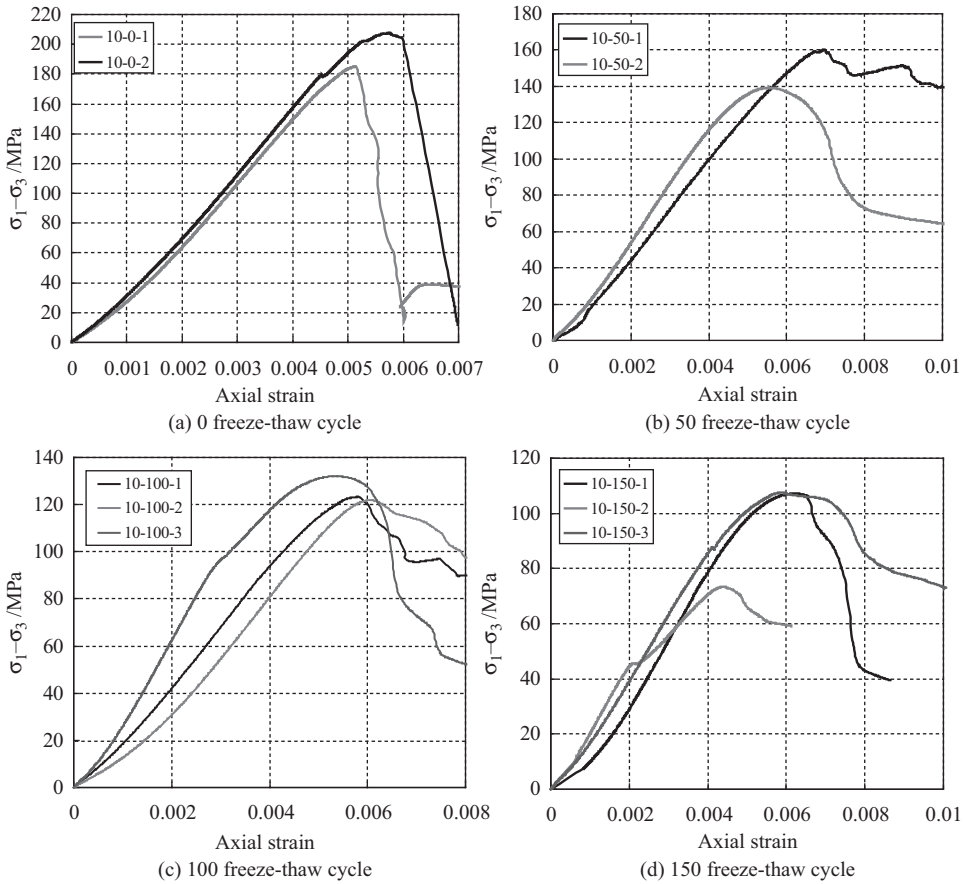 220
200
180
160
140
120
100
80
60
40
20
0
σ1–σ3 /MPa
10-0-1
10-0-2
0 0.001 0.002 0.003 0.004 0.005 0.006 0.007
Axial strain
(a) 0 freeze-thaw cycle
180
160
140
120
100
80
60
40
20
0
σ1–σ3 /MPa
10-50-1
10-50-2
0 0.002 0.004 0.006 0.008 0.01
Axial strain
(b) 50 freeze-thaw cycle
140
120
100
80
60
40
20
0
σ1–σ3 /MPa
10-100-1
10-100-2
10-100-3
0 0.002 0.004 0.006 0.008
Axial strain
(c) 100 freeze-thaw cycle
120
100
80
60
40
20
0
σ1–σ3 /MPa
10-150-1
10-150-2
10-150-3
0 0.002 0.004 0.006 0.008 0.01
Axial strain
(d) 150 freeze-thaw cycle